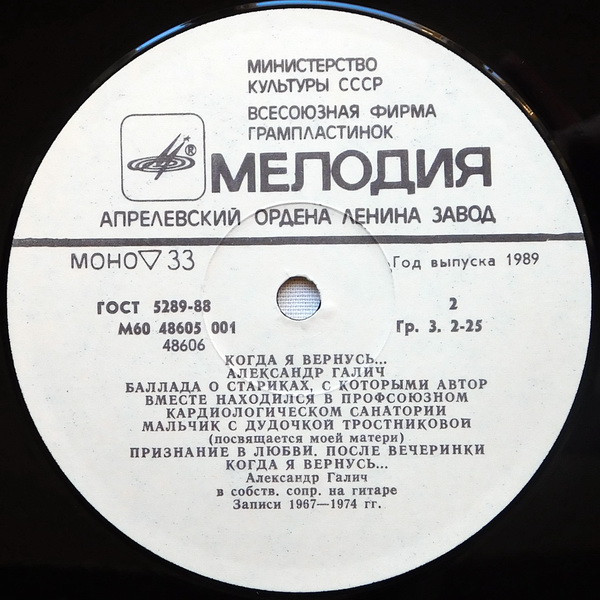 МИНИСТЕРСТВО
КУЛЬТУРЫ СССР
ВСЕСОЮЗНАЯ ФИРМА
ГРАМПЛАСТИНОК
® МЕЛОДИЯ
АПРЕЛЕВСКИЙ ОРДЕНА ЛЕНИНА ЗАВОД
МОНО ▽ 33
Год выпуска 1989
ГОСТ 5289-88
2
М60 48605 001
Гр. 3. 2-25
48606
КОГДА Я ВЕРНУСЬ...
АЛЕКСАНДР ГАЛИЧ
БАЛЛАДА О СТАРИКАХ, С КОТОРЫМИ АВТОР
ВМЕСТЕ НАХОДИЛСЯ В ПРОФСОЮЗНОМ
КАРДИОЛОГИЧЕСКОМ САНАТОРИИ
МАЛЬЧИК С ДУДОЧКОЙ ТРОСТНИКОВОЙ
(посвящается моей матери)
ПРИЗНАНИЕ В ЛЮБВИ. ПОСЛЕ ВЕЧЕРИНКИ
КОГДА Я ВЕРНУСЬ...
Александр Галич
в собств. сопр. на гитаре
Записи 1967—1974 гг.